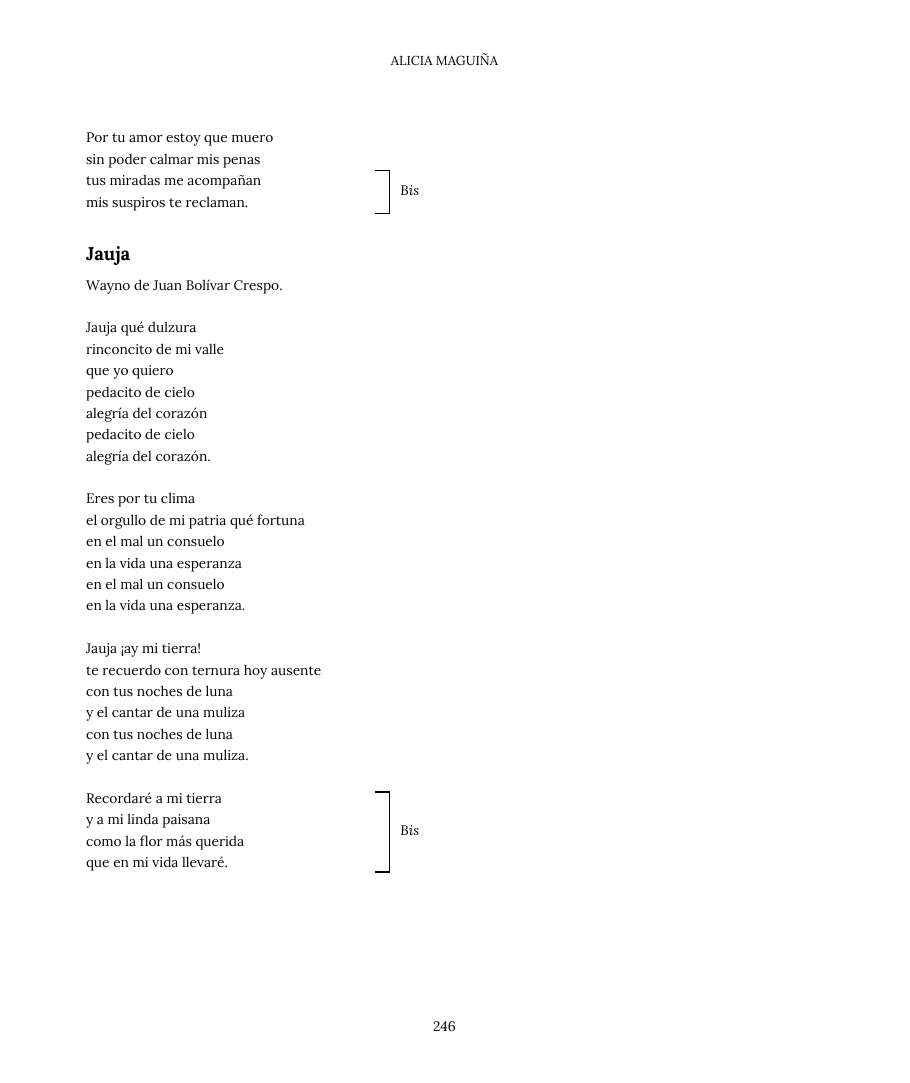 ALICIA MAGUIÑA
Por tu amor estoy que muero
sin poder calmar mis penas
tus miradas me acompañan
Bis
mis suspiros te reclaman.
Jauja
Wayno de Juan Bolívar Crespo.
Jauja qué dulzura
rinconcito de mi valle
que yo quiero
pedacito de cielo
alegría del corazón
pedacito de cielo
alegría del corazón.
Eres por tu clima
el orgullo de mi patria qué fortuna
en el mal un consuelo
en la vida una esperanza
en el mal un consuelo
en la vida una esperanza.
Jauja ¡ay mi tierra!
te recuerdo con ternura hoy ausente
con tus noches de luna
y el cantar de una muliza
con tus noches de luna
y el cantar de una muliza.
Recordaré a mi tierra
y a mi linda paisana
Bis
como la flor más querida
que en mi vida llevaré.
246